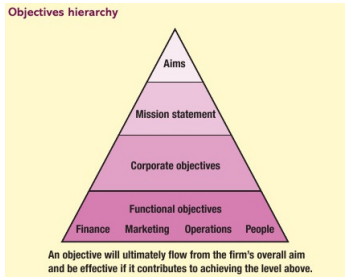 Objectives hierarchy
Aims
Mission statement
Corporate objectives
Functional objectives
Finance Marketing Operations People
An objective will ultimately flow from the firm's overall aim
and be effective if it contributes to achieving the level above.